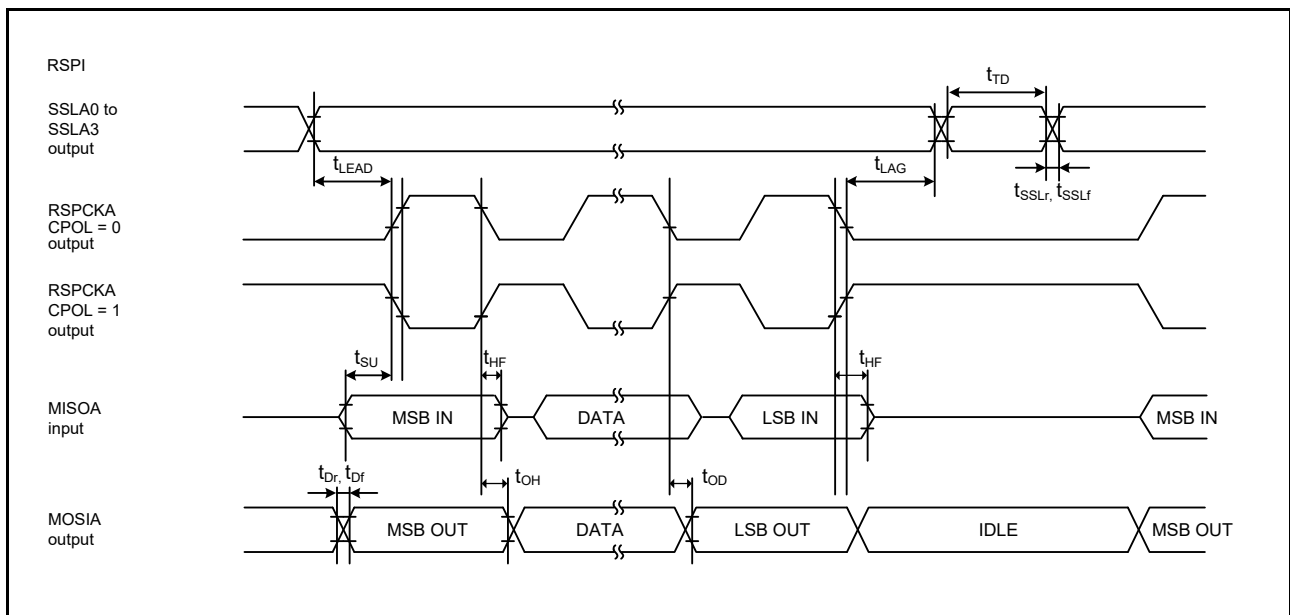 RSPI
SSLA0 to
SSLA3
output
tTD
tLEAD
tLAG
tSSLr, tSSLf
RSPCKA
CPOL = 0
output
RSPCKA
CPOL = 1
output
tSU
tHF
tHF
MISOA
input
MSB IN
DATA
LSB IN
MSB IN
tDr, tDf
tOH
tOD
MOSIA
output
MSB OUT
DATA
LSB OUT
IDLE
MSB OUT